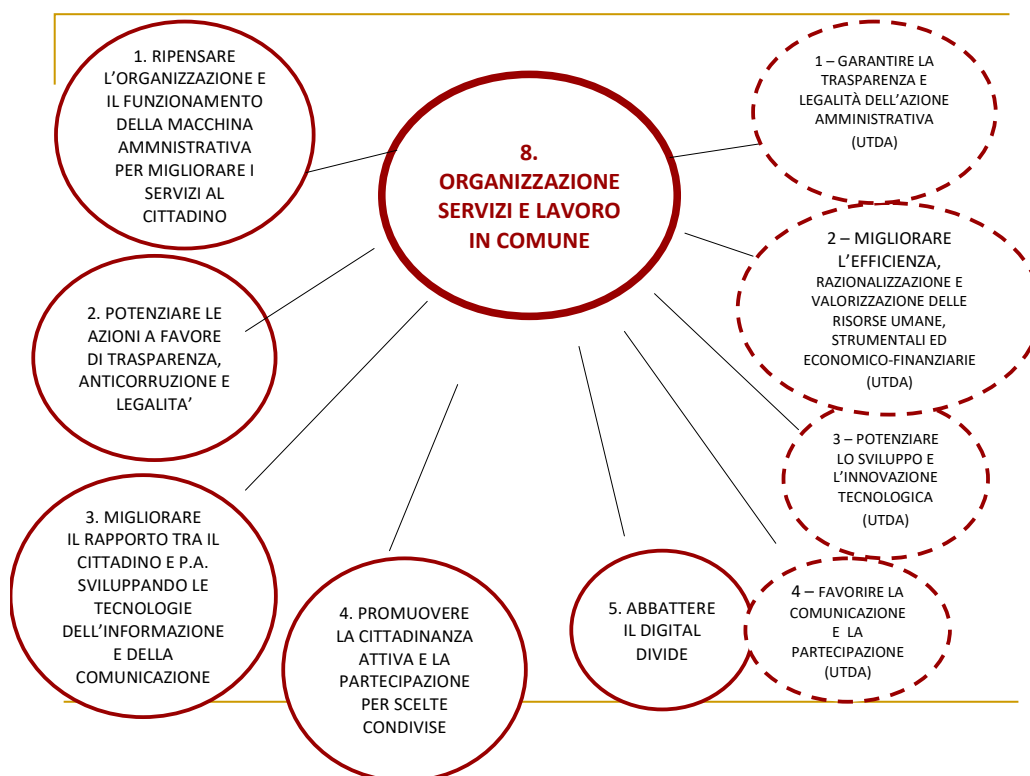 8.
ORGANIZZAZIONE
SERVIZI E LAVORO
IN COMUNE
1. RIPENSARE
L'ORGANIZZAZIONE E
IL FUNZIONAMENTO
DELLA MACCHINA
AMMNISTRATIVA
PER MIGLIORARE I
SERVIZI AL
CITTADINO
2. POTENZIARE LE
AZIONI A FAVORE
DI TRASPARENZA,
ANTICORRUZIONE E
LEGALITA'
3. MIGLIORARE
IL RAPPORTO TRA IL
CITTADINO E P.A.
SVILUPPANDO LE
TECNOLOGIE
DELL'INFORMAZIONE
E DELLA
COMUNICAZIONE
4. PROMUOVERE
LA CITTADINANZA
ATTIVA E LA
PARTECIPAZIONE
PER SCELTE
CONDIVISE
5. ABBATTERE
IL DIGITAL
DIVIDE
1 – GARANTIRE LA
TRASPARENZA E
LEGALITÀ DELL'AZIONE
AMMINISTRATIVA
(UTDA)
2 – MIGLIORARE
L'EFFICIENZA,
RAZIONALIZZAZIONE E
VALORIZZAZIONE DELLE
RISORSE UMANE,
STRUMENTALI ED
ECONOMICO-FINANZIARIE
(UTDA)
3 – POTENZIARE
LO SVILUPPO E
L'INNOVAZIONE
TECNOLOGICA
(UTDA)
4 – FAVORIRE LA
COMUNICAZIONE
E LA
PARTECIPAZIONE
(UTDA)